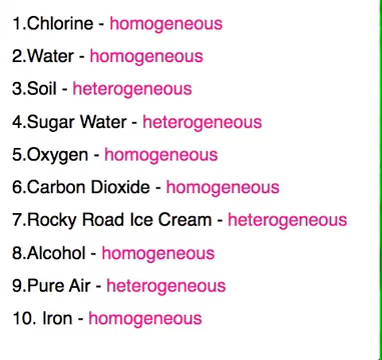 1.Chlorine - homogeneous
2.Water - homogeneous
3.Soil - heterogeneous
4.Sugar Water - heterogeneous
5.Oxygen - homogeneous
6.Carbon Dioxide - homogeneous
7.Rocky Road Ice Cream - heterogeneous
8.Alcohol - homogeneous
9.Pure Air - heterogeneous
10. Iron - homogeneous